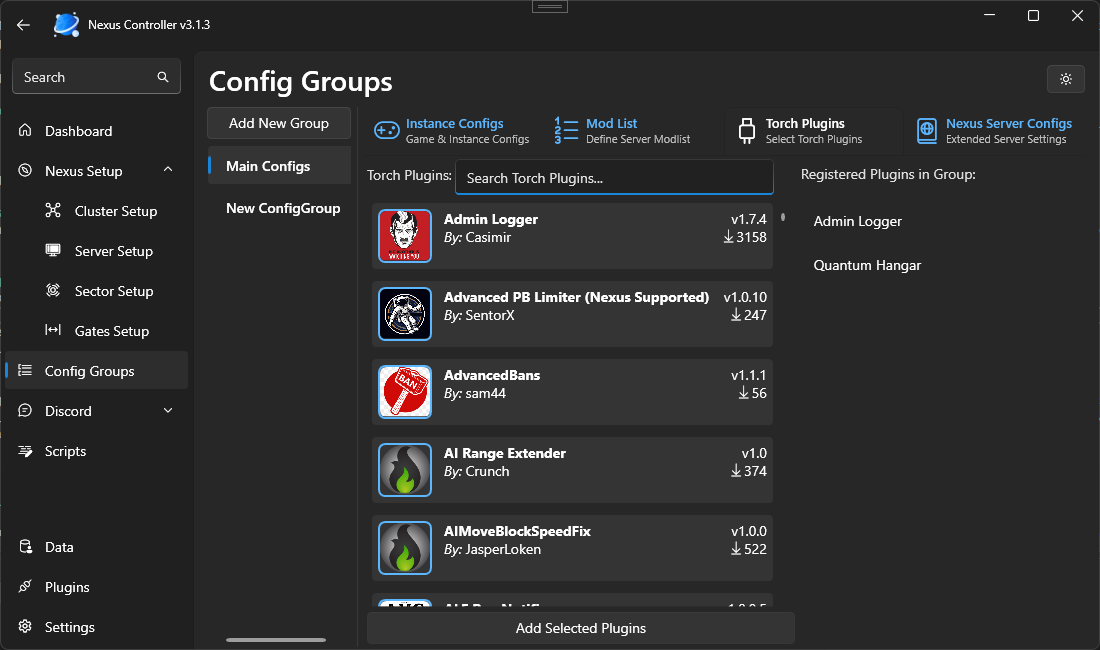 Nexus Controller v3.1.3
Search
Dashboard
Nexus Setup
Cluster Setup
Server Setup
Sector Setup
Gates Setup
Config Groups
Discord
Scripts
Data
Plugins
Settings
Config Groups
Add New Group
Main Configs
New ConfigGroup
Instance Configs
Game & Instance Configs
Mod List
Define Server Modlist
Torch Plugins
Select Torch Plugins
Nexus Server Configs
Extended Server Settings
Torch Plugins: Search Torch Plugins...
Admin Logger v1.7.4
By: Casimir 3158
Advanced PB Limiter (Nexus Supported) v1.0.10
By: SentorX 247
BAN
AdvancedBans v1.1.1
By: sam44 56
AI Range Extender v1.0
By: Crunch 374
AIMoveBlockSpeedFix v1.0.0
By: JasperLoken 522
Add Selected Plugins
Registered Plugins in Group:
Admin Logger
Quantum Hangar